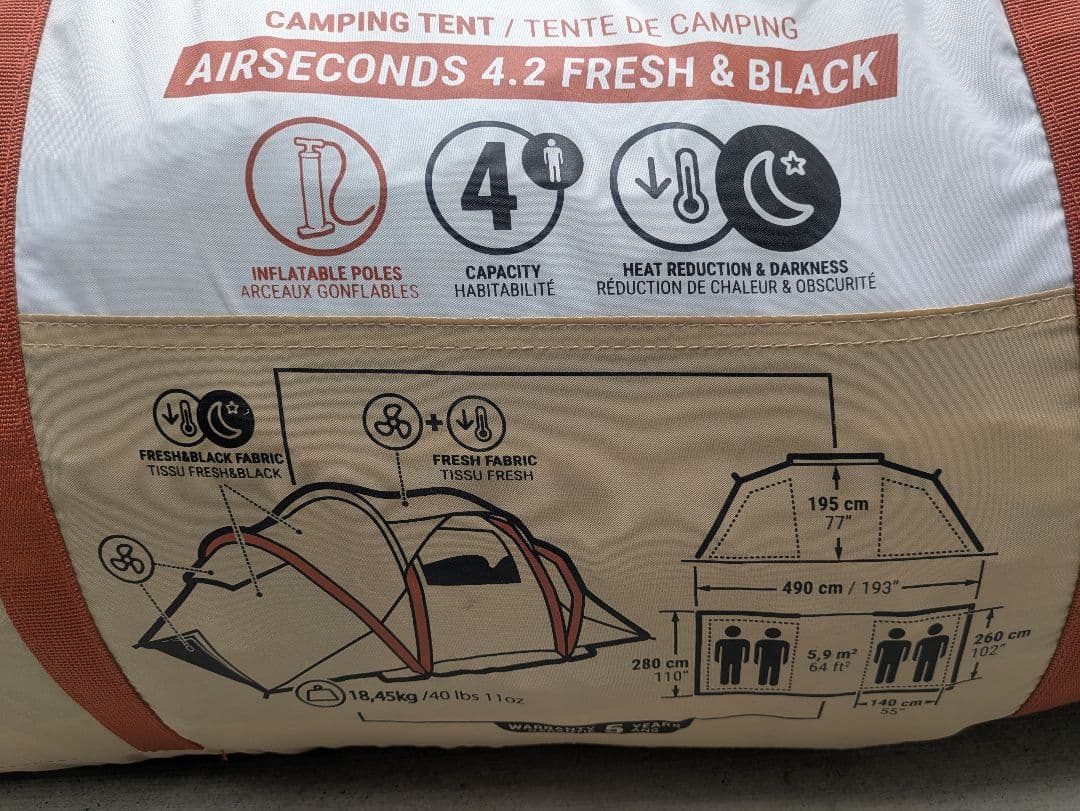 CAMPING TENT / TENTE DE CAMPING
AIRSECONDS 4.2 FRESH & BLACK
4
INFLATABLE POLES
ARCEAUX GONFLABLES
CAPACITY
HABITABILITÉ
HEAT REDUCTION & DARKNESS
RÉDUCTION DE CHALEUR & OBSCURITÉ
FRESH&BLACK FABRIC
TISSU FRESH&BLACK
+
FRESH FABRIC
TISSU FRESH
195 cm
77"
490 cm / 193"
280 cm
110"
5,9 m²
64 ft²
260 cm
102"
140 cm
55"
18,45kg /40 lbs 11oz
WARRANTY 5 YEARS